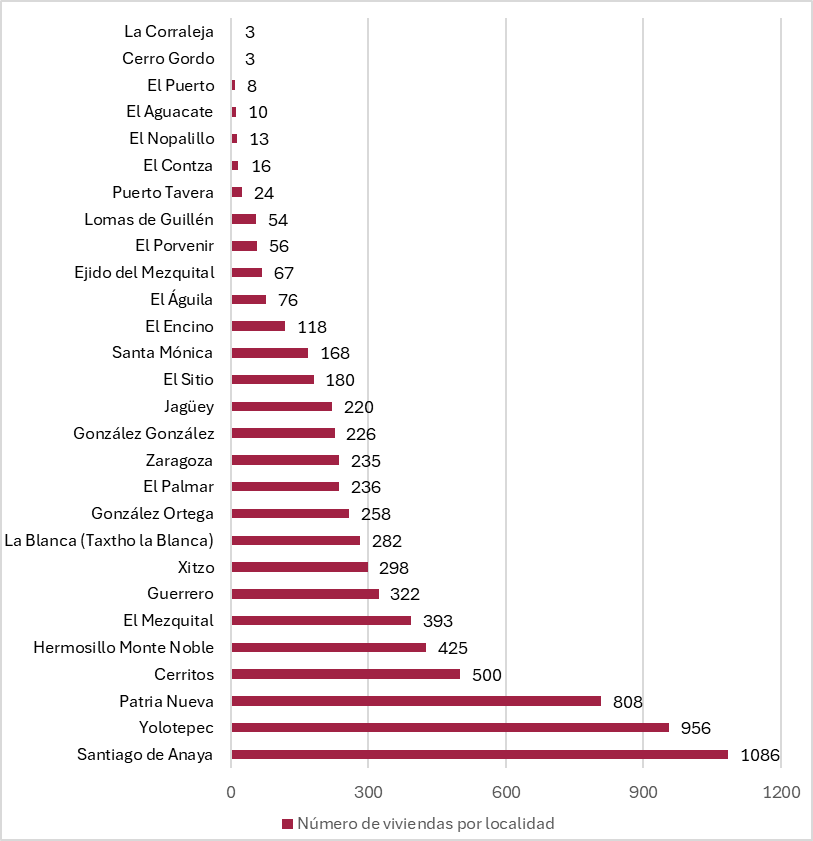 La Corraleja 3
Cerro Gordo 3
El Puerto 8
El Aguacate 10
El Nopalillo 13
El Contza 16
Puerto Tavera 24
Lomas de Guillén 54
El Porvenir 56
Ejido del Mezquital 67
El Águila 76
El Encino 118
Santa Mónica 168
El Sitio 180
Jagüey 220
González González 226
Zaragoza 235
El Palmar 236
González Ortega 258
La Blanca (Taxtho la Blanca) 282
Xitzo 298
Guerrero 322
El Mezquital 393
Hermosillo Monte Noble 425
Cerritos 500
Patria Nueva 808
Yolotepec 956
Santiago de Anaya 1086
0 300 600 900 1200
Número de viviendas por localidad